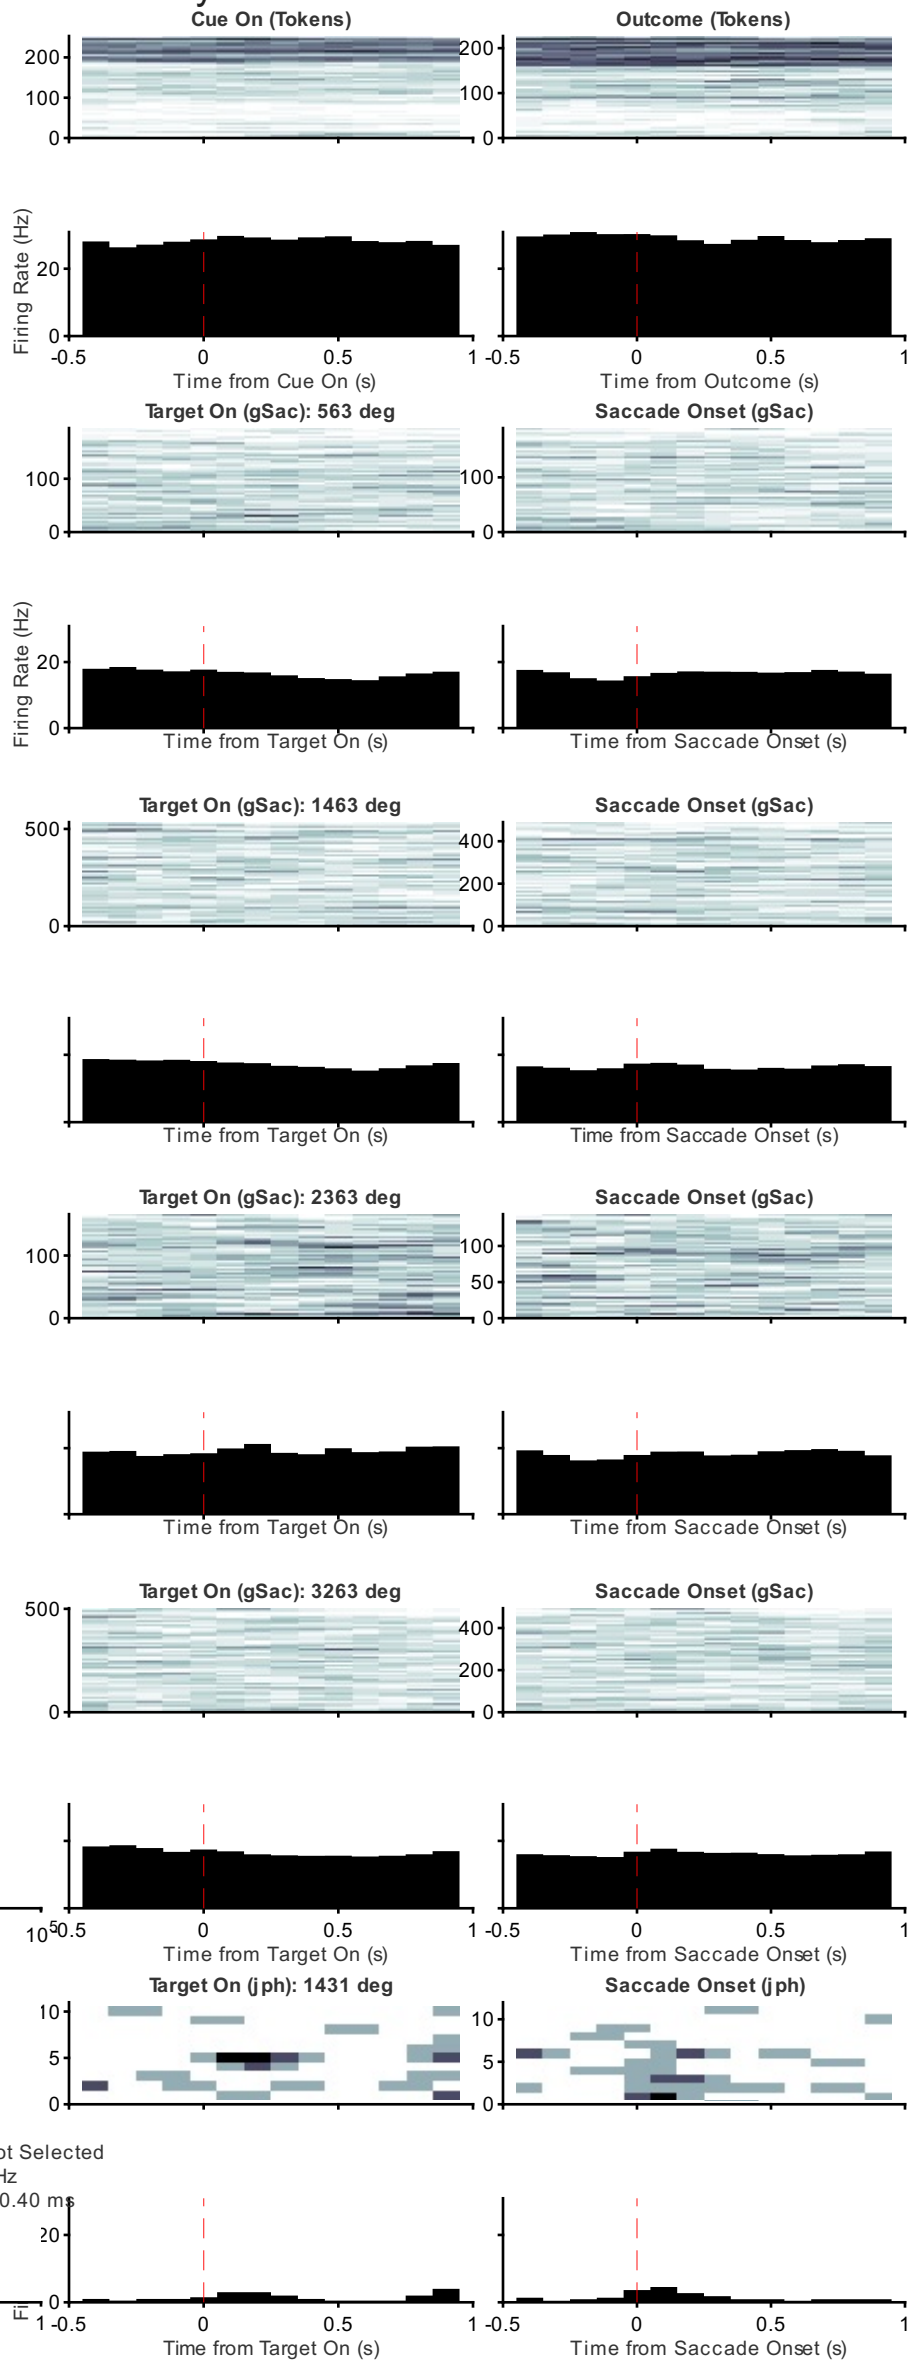 y
Cue On (Tokens)
Outcome (Tokens)
200
100
0
200
100
0
Firing Rate (Hz)
20
0
-0.5 0 0.5 1
-0.5 0 0.5 1
Time from Cue On (s)
Time from Outcome (s)
Target On (gSac): 563 deg
Saccade Onset (gSac)
100
0
100
0
Firing Rate (Hz)
20
0
Time from Target On (s)
Time from Saccade Onset (s)
Target On (gSac): 1463 deg
Saccade Onset (gSac)
500
0
400
200
0
Time from Target On (s)
Time from Saccade Onset (s)
Target On (gSac): 2363 deg
Saccade Onset (gSac)
100
0
100
50
0
Time from Target On (s)
Time from Saccade Onset (s)
Target On (gSac): 3263 deg
Saccade Onset (gSac)
500
0
400
200
0
10⁵
-0.5 0 0.5 1
-0.5 0 0.5 1
Time from Target On (s)
Time from Saccade Onset (s)
Target On (jph): 1431 deg
Saccade Onset (jph)
10
5
0
10
5
0
ot Selected
Hz
0.40 ms
20
0
Fi
1
-0.5 0 0.5 1
-0.5 0 0.5 1
Time from Target On (s)
Time from Saccade Onset (s)